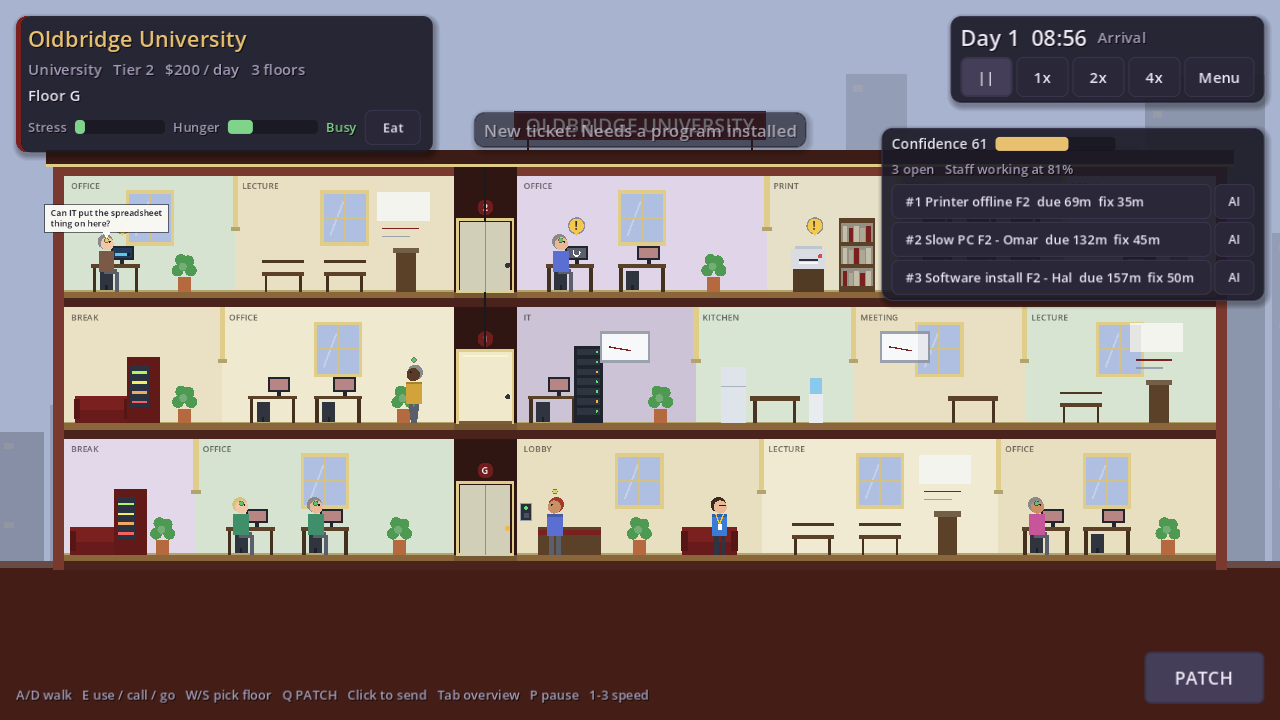 Oldbridge University
University Tier 2 $200 / day 3 floors
Floor G
Stress Hunger Busy Eat
Day 1 08:56 Arrival
|| 1x 2x 4x Menu
OLDBRIDGE UNIVERSITY
New ticket: Needs a program installed
Confidence 61
3 open Staff working at 81%
#1 Printer offline F2 due 69m fix 35m AI
#2 Slow PC F2 - Omar due 132m fix 45m AI
#3 Software install F2 - Hal due 157m fix 50m AI
OFFICE LECTURE OFFICE PRINT
Can IT put the spreadsheet
thing on here?
2
! !
BREAK OFFICE IT KITCHEN MEETING LECTURE
BREAK OFFICE LOBBY LECTURE OFFICE
G
PATCH
A/D walk E use / call / go W/S pick floor Q PATCH Click to send Tab overview P pause 1-3 speed